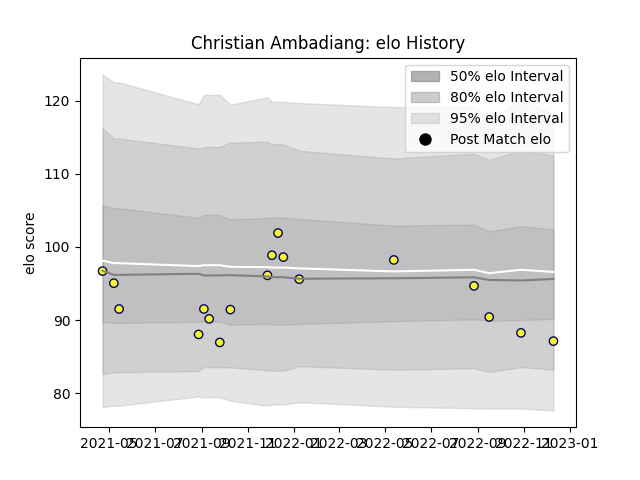 Christian Ambadiang: elo History
50% elo Interval
80% elo Interval
95% elo Interval
Post Match elo
elo score
120
110
100
90
80
2021-05 2021-07 2021-09 2021-11 2022-01 2022-03 2022-05 2022-07 2022-09 2022-11 2023-01